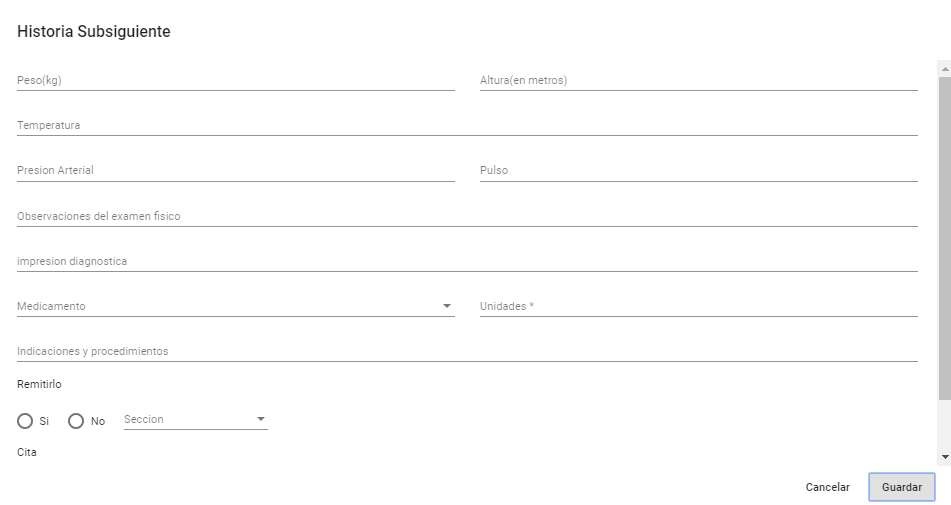 Historia Subsiguiente
Peso(kg) Altura(en metros)
Temperatura
Presion Arterial Pulso
Observaciones del examen fisico
impresion diagnostica
Medicamento Unidades *
Indicaciones y procedimientos
Remitirlo
Si No Seccion
Cita
Cancelar Guardar